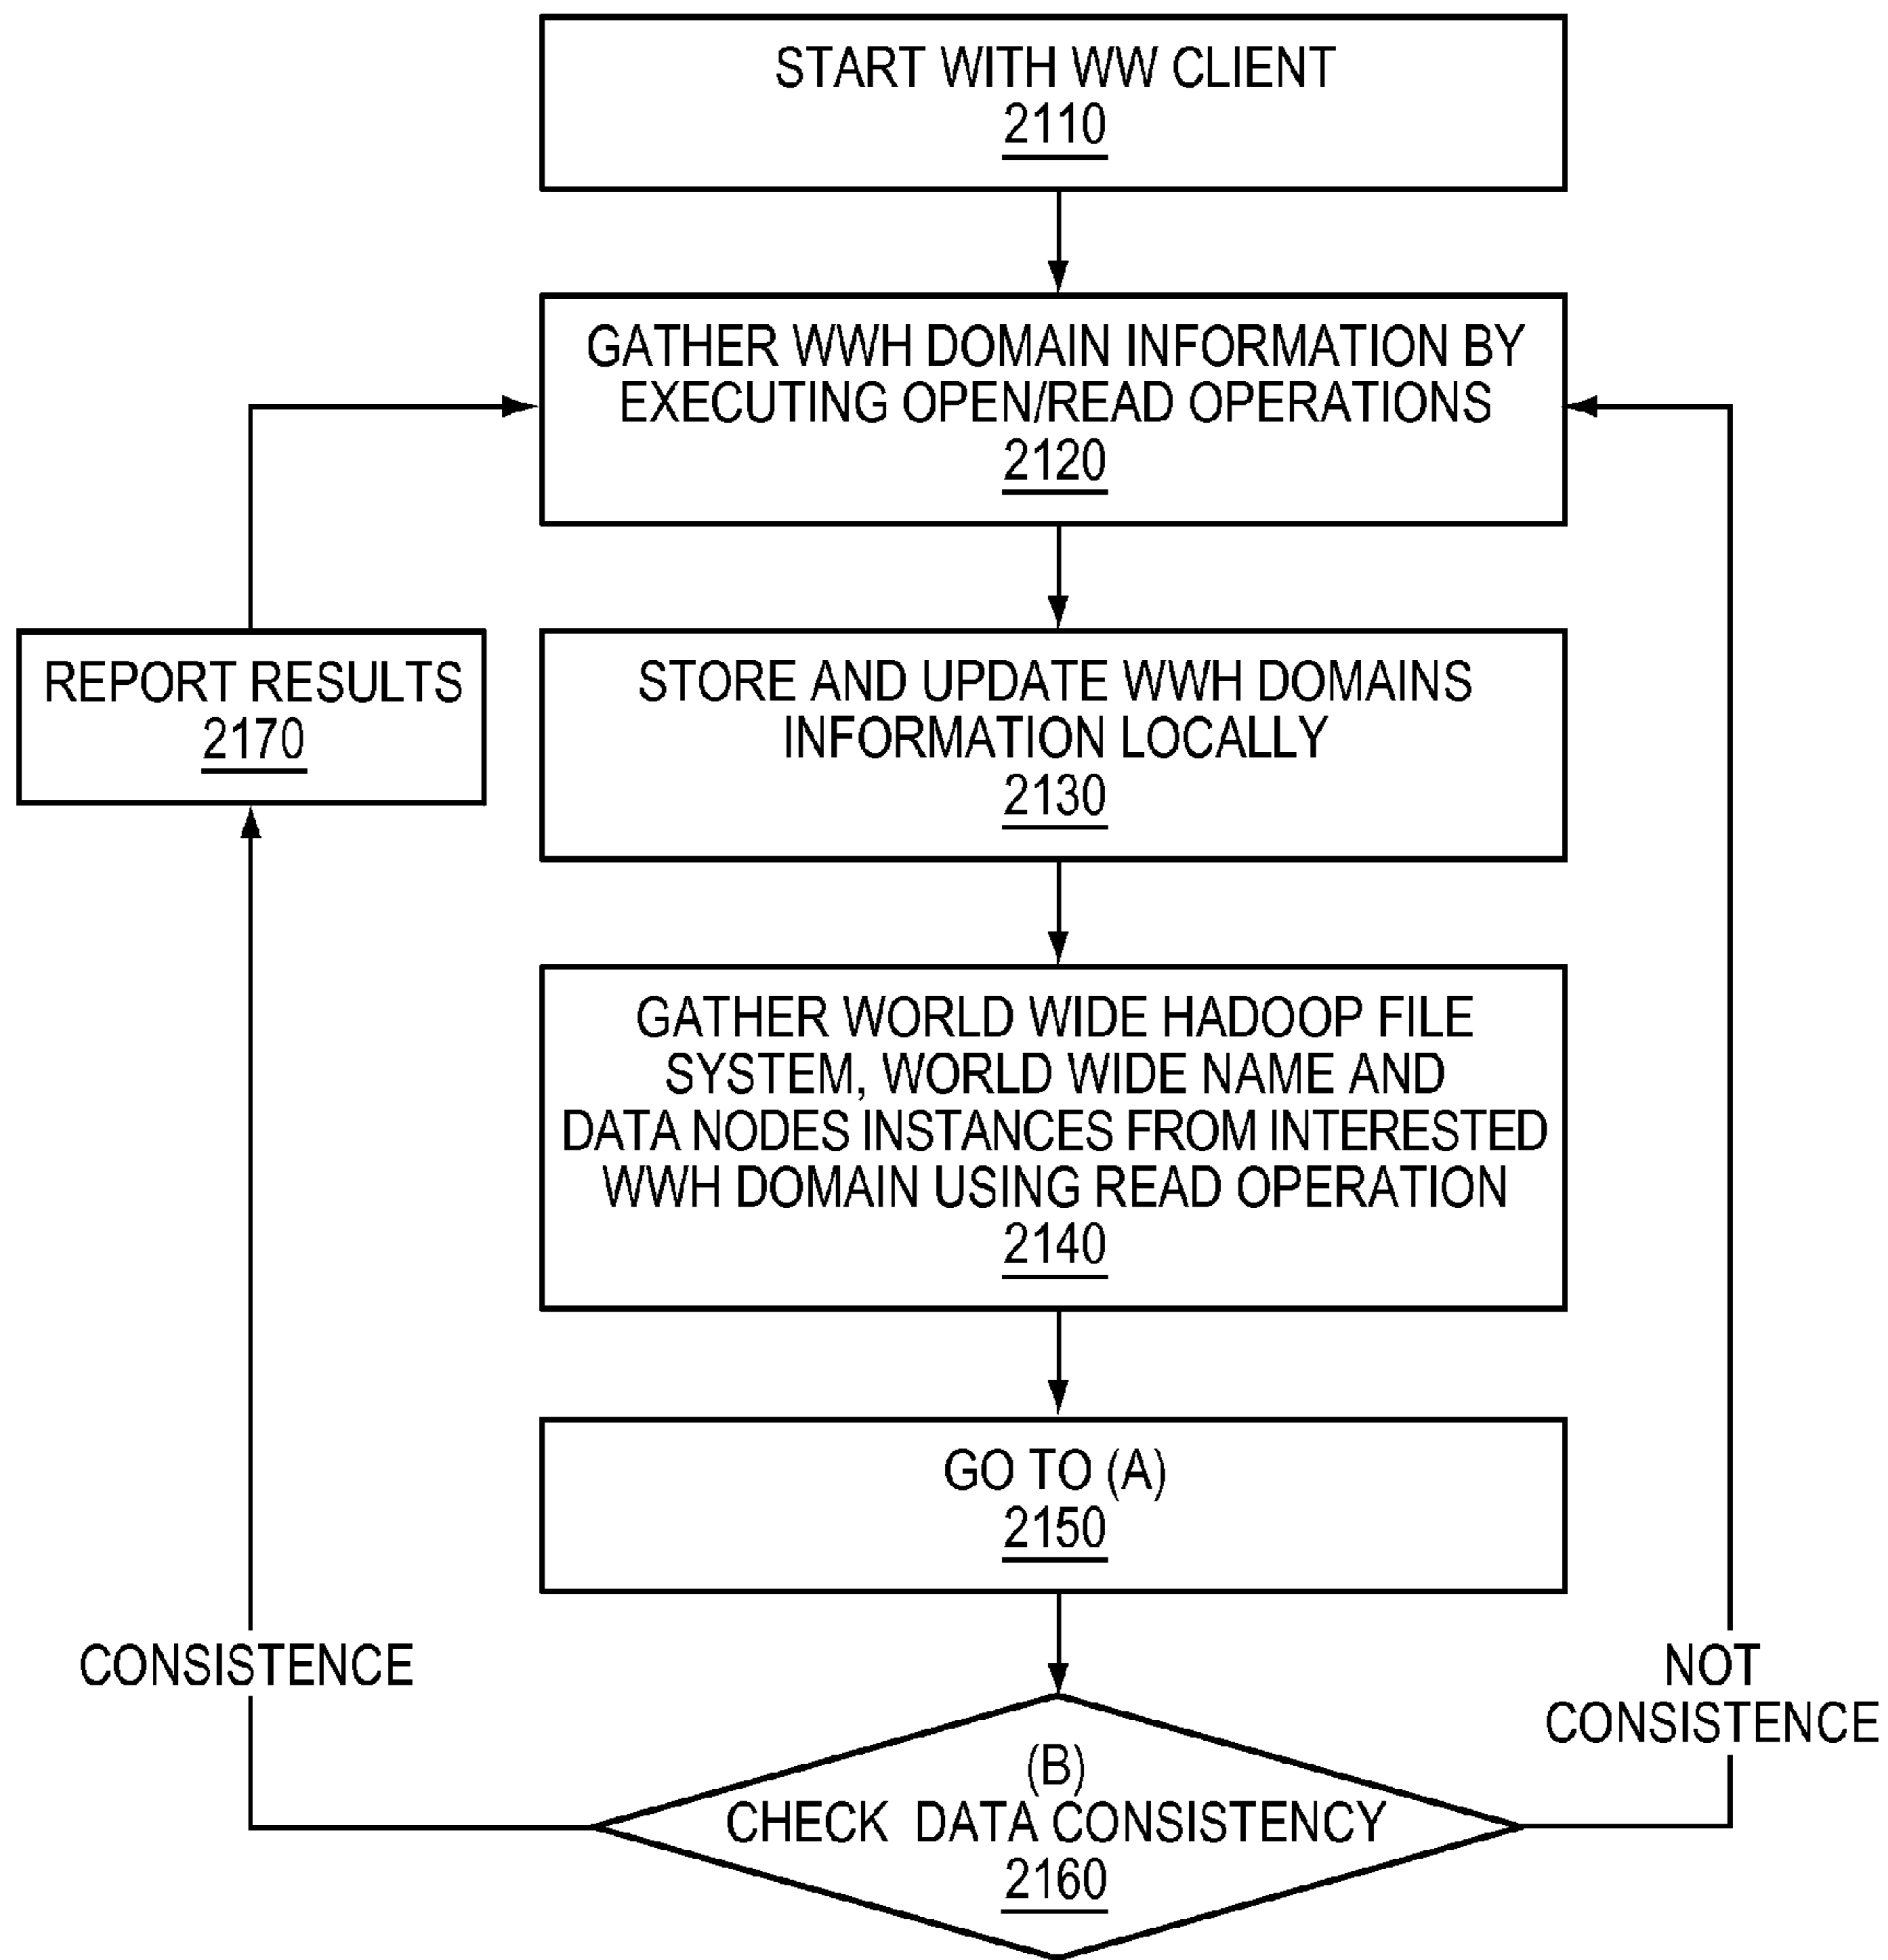 START WITH WW CLIENT
2110
GATHER WWH DOMAIN INFORMATION BY
EXECUTING OPEN/READ OPERATIONS
2120
REPORT RESULTS
2170
STORE AND UPDATE WWH DOMAINS
INFORMATION LOCALLY
2130
GATHER WORLD WIDE HADOOP FILE
SYSTEM, WORLD WIDE NAME AND
DATA NODES INSTANCES FROM INTERESTED
WWH DOMAIN USING READ OPERATION
2140
GO TO (A)
2150
CONSISTENCE
NOT
CONSISTENCE
(B)
CHECK DATA CONSISTENCY
2160